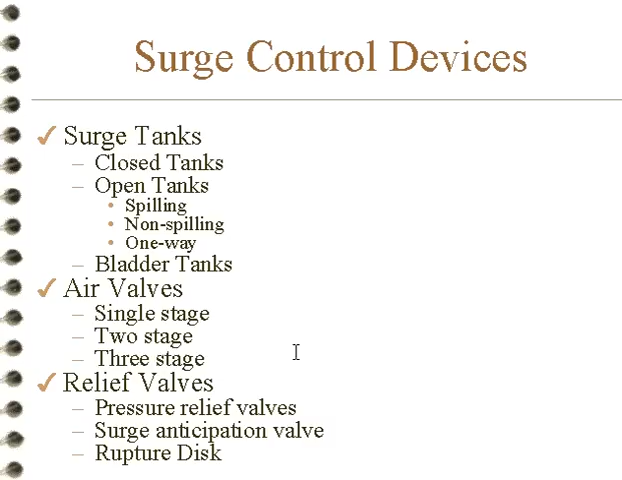 Surge Control Devices
✓ Surge Tanks
– Closed Tanks
– Open Tanks
• Spilling
• Non-spilling
• One-way
– Bladder Tanks
✓ Air Valves
– Single stage
– Two stage
– Three stage
✓ Relief Valves
– Pressure relief valves
– Surge anticipation valve
– Rupture Disk